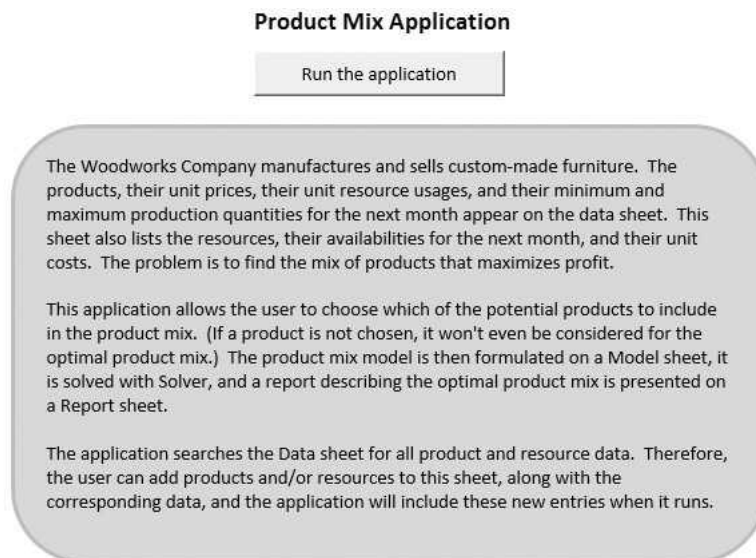 Product Mix Application
Run the application
The Woodworks Company manufactures and sells custom-made furniture. The
products, their unit prices, their unit resource usages, and their minimum and
maximum production quantities for the next month appear on the data sheet. This
sheet also lists the resources, their availabilities for the next month, and their unit
costs. The problem is to find the mix of products that maximizes profit.
This application allows the user to choose which of the potential products to include
in the product mix. (If a product is not chosen, it won't even be considered for the
optimal product mix.) The product mix model is then formulated on a Model sheet, it
is solved with Solver, and a report describing the optimal product mix is presented on
a Report sheet.
The application searches the Data sheet for all product and resource data. Therefore,
the user can add products and/or resources to this sheet, along with the
corresponding data, and the application will include these new entries when it runs.